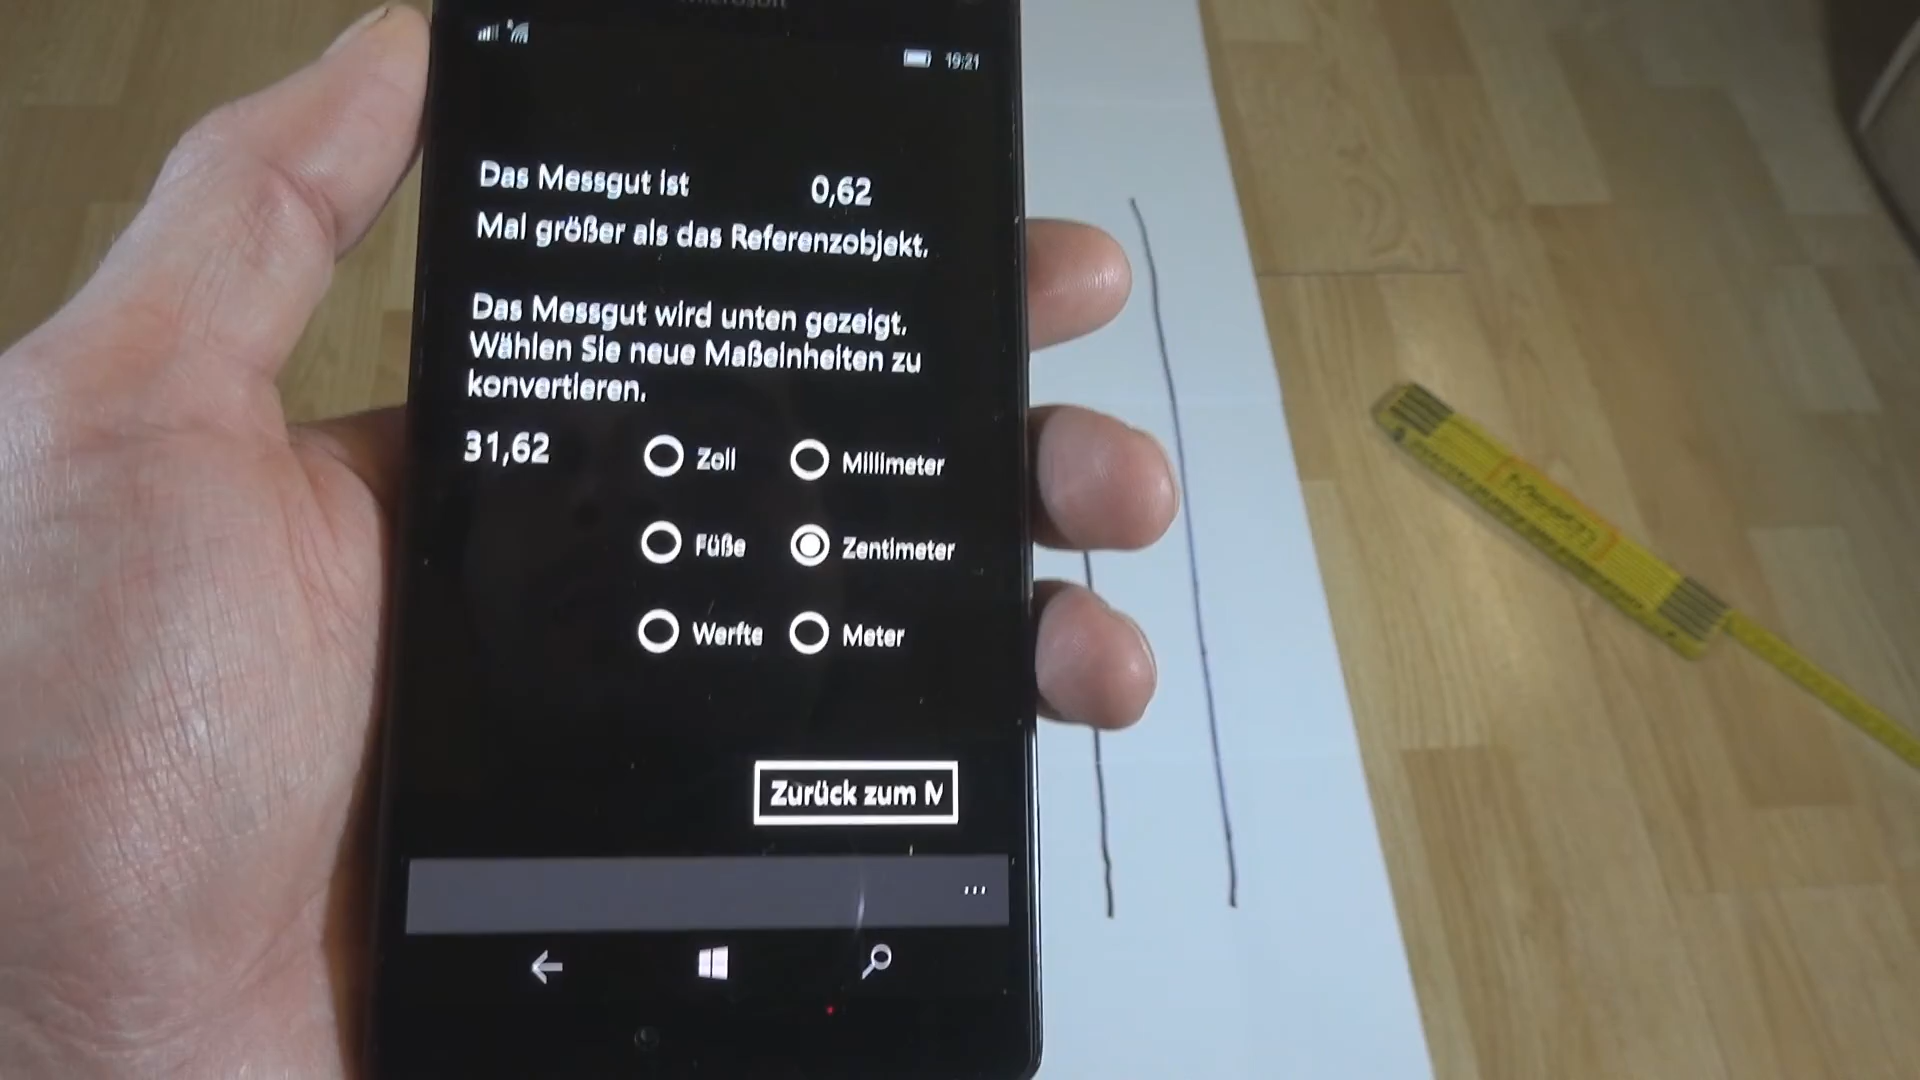 Microsoft
19:21
Das Messgut ist 0,62
Mal größer als das Referenzobjekt.
Das Messgut wird unten gezeigt.
Wählen Sie neue Maßeinheiten zu
konvertieren.
31,62 Zoll Millimeter
Füße Zentimeter
Werfte Meter
Zurück zum M
...